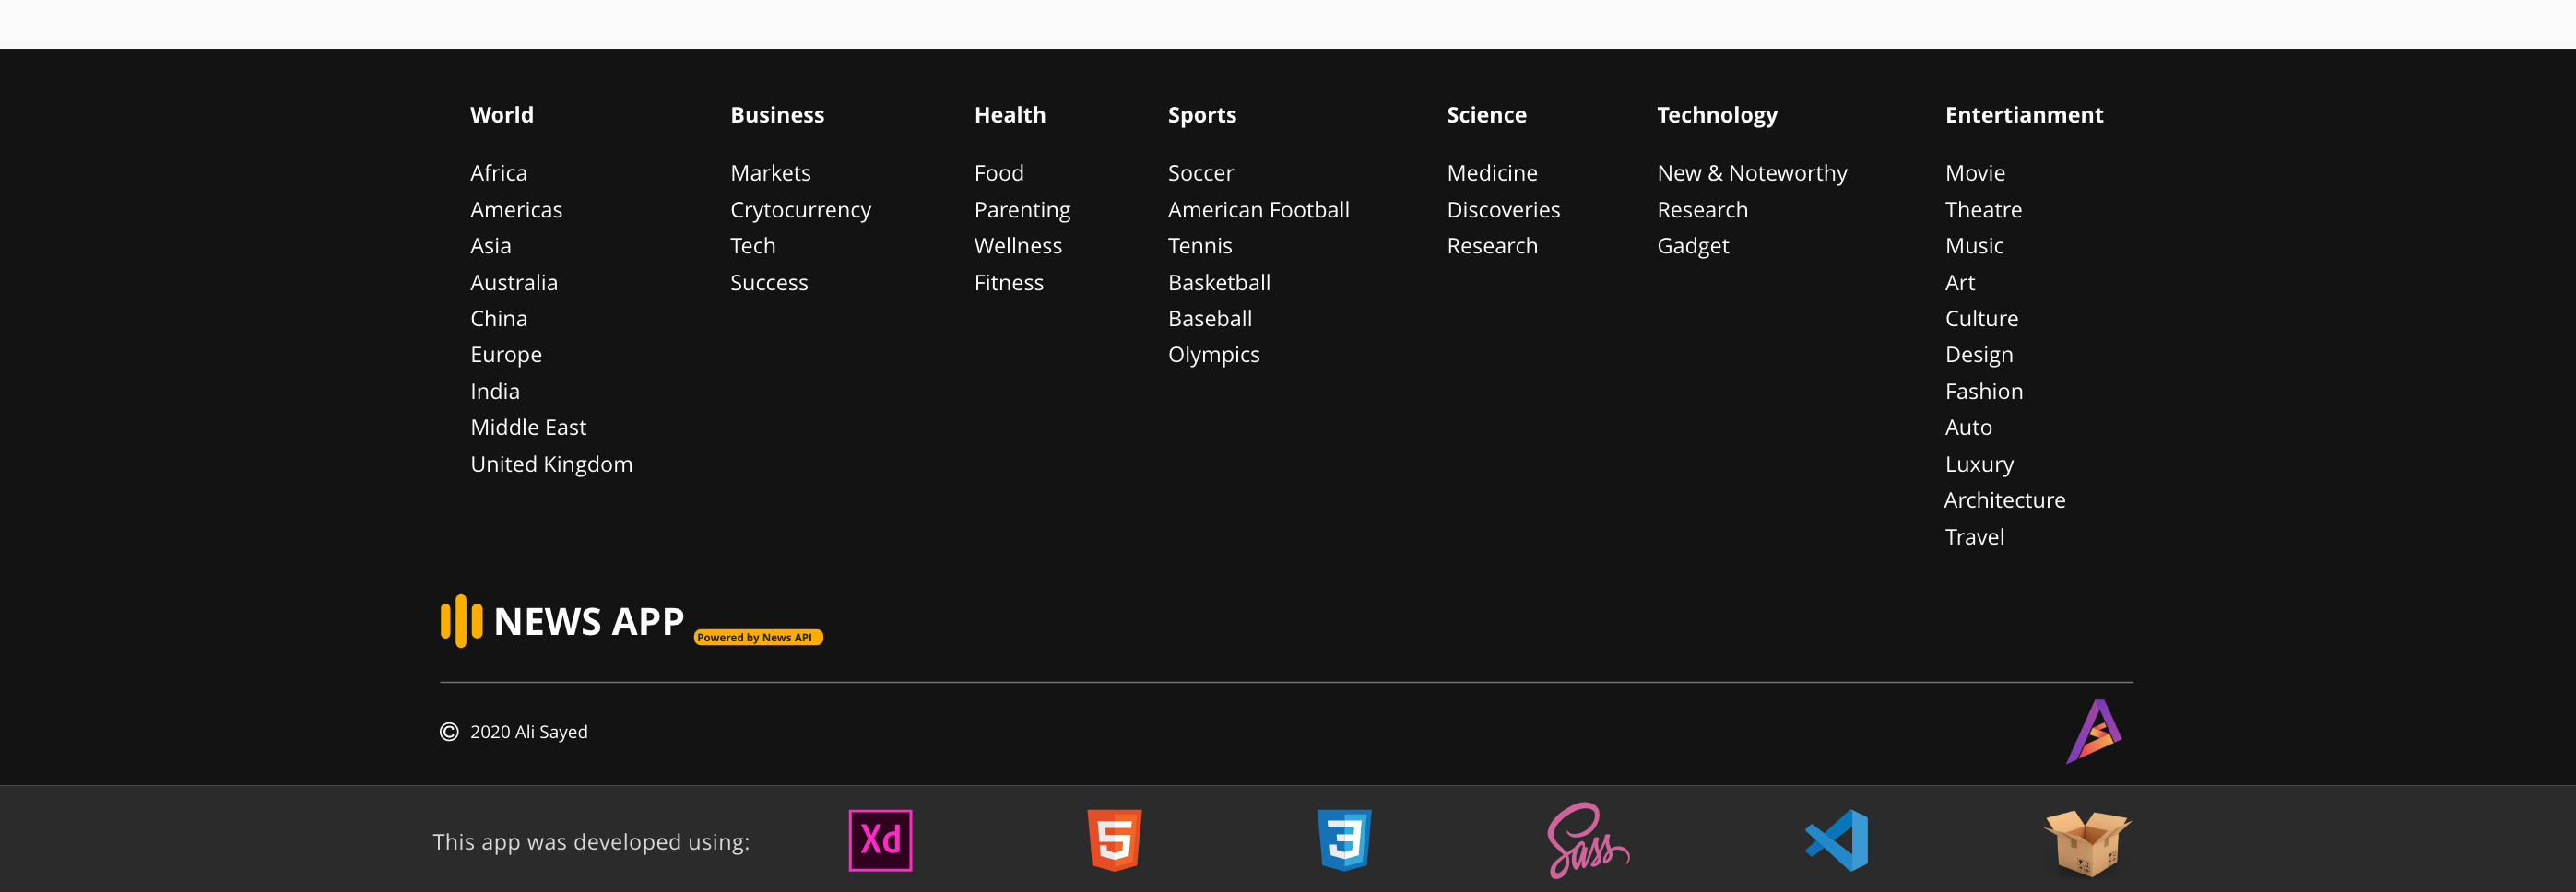 World
Africa
Americas
Asia
Australia
China
Europe
India
Middle East
United Kingdom
Business
Markets
Crytocurrency
Tech
Success
Health
Food
Parenting
Wellness
Fitness
Sports
Soccer
American Football
Tennis
Basketball
Baseball
Olympics
Science
Medicine
Discoveries
Research
Technology
New & Noteworthy
Research
Gadget
Entertianment
Movie
Theatre
Music
Art
Culture
Design
Fashion
Auto
Luxury
Architecture
Travel
NEWS APP
Powered by News API
© 2020 Ali Sayed
This app was developed using:
Xd
5
3
Sass